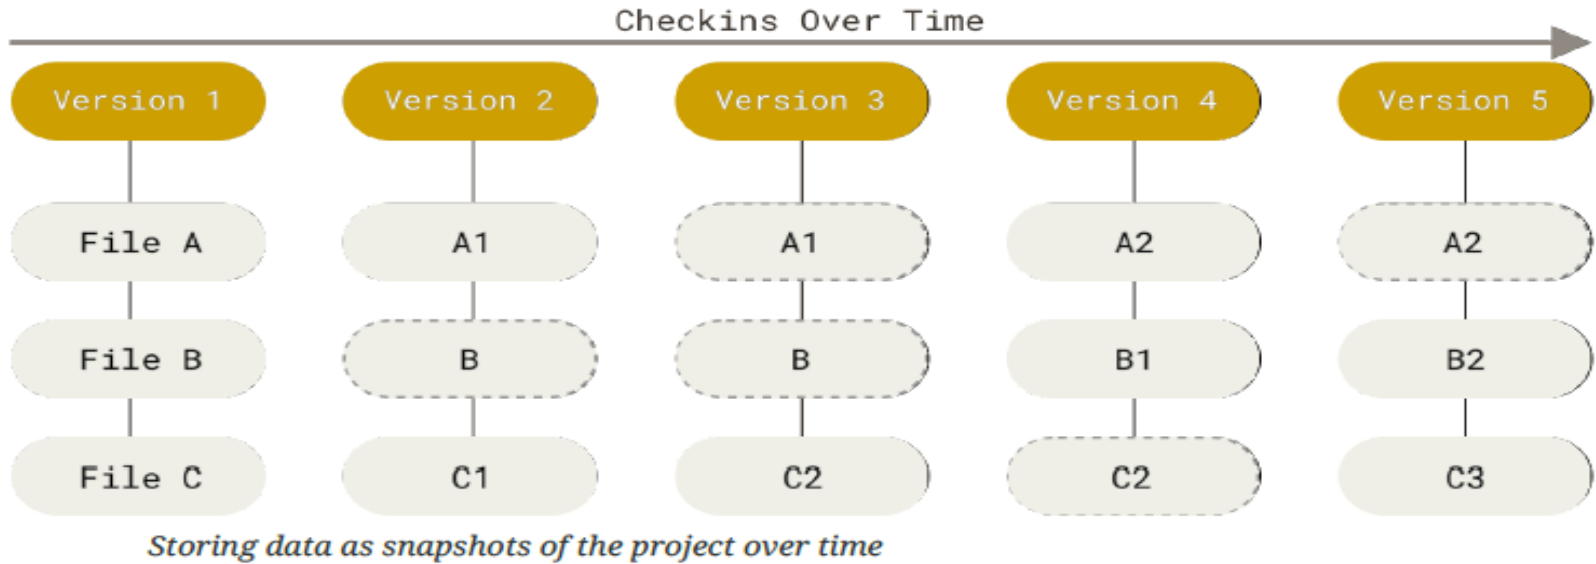 Checkins Over Time
Version 1 Version 2 Version 3 Version 4 Version 5
File A A1 A1 A2 A2
File B B B B1 B2
File C C1 C2 C2 C3
Storing data as snapshots of the project over time